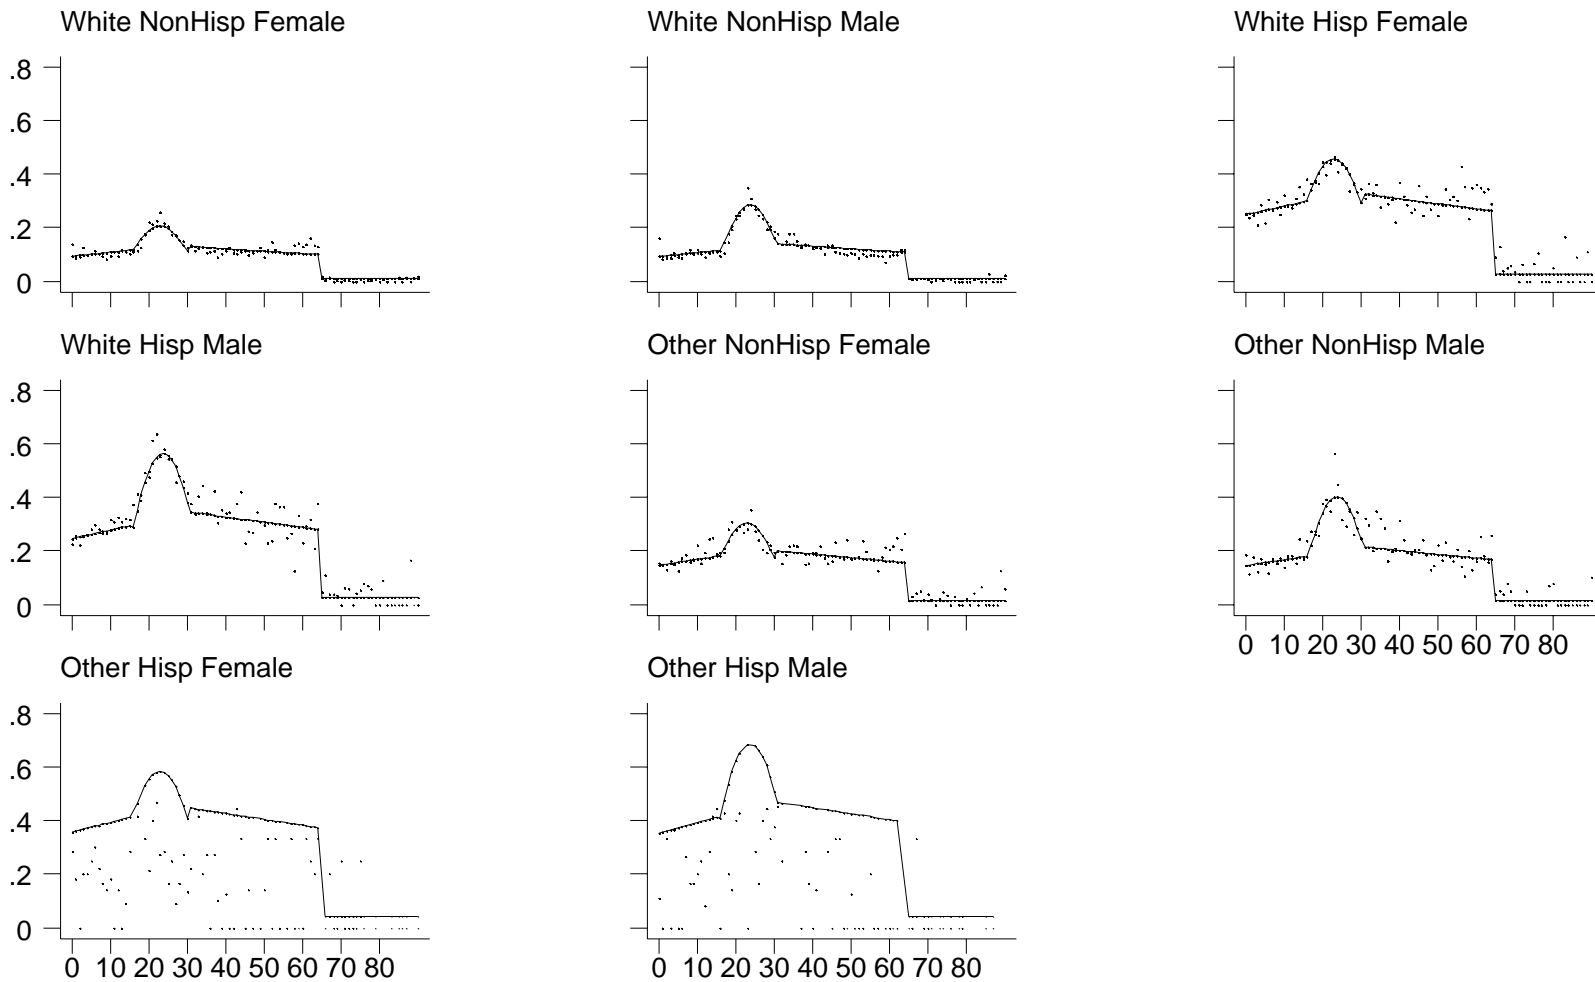 White NonHisp Female
White NonHisp Male
White Hisp Female
.8
.6
.4
.2
0
White Hisp Male
Other NonHisp Female
Other NonHisp Male
.8
.6
.4
.2
0
0 10 20 30 40 50 60 70 80
Other Hisp Female
Other Hisp Male
.8
.6
.4
.2
0
0 10 20 30 40 50 60 70 80
0 10 20 30 40 50 60 70 80